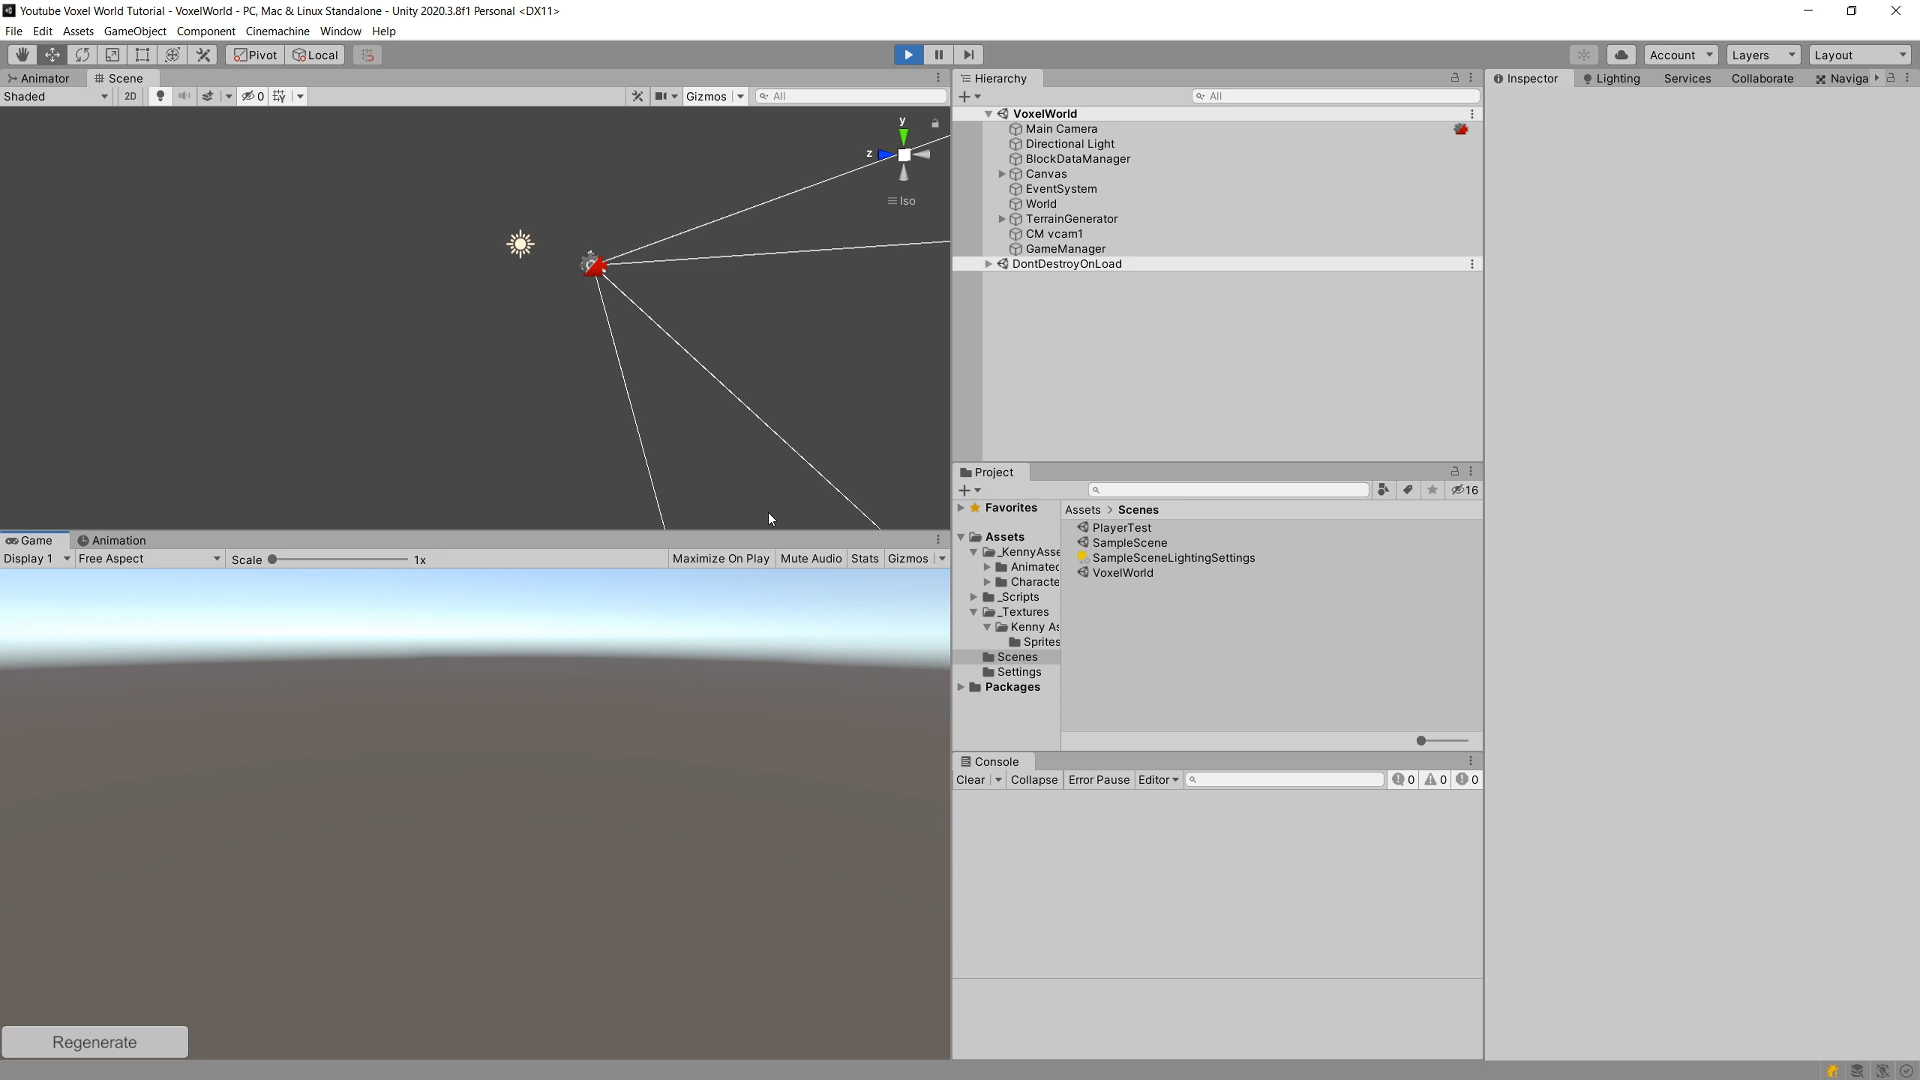 Youtube Voxel World Tutorial - VoxelWorld - PC, Mac & Linux Standalone - Unity 2020.3.8f1 Personal <DX11>
File Edit Assets GameObject Component Cinemachine Window Help
Pivot Local
Account Layers Layout
Animator Scene
Shaded 2D 0 Gizmos All
y
z
Iso
Hierarchy
All
VoxelWorld
Main Camera
Directional Light
BlockDataManager
Canvas
EventSystem
World
TerrainGenerator
CM vcam1
GameManager
DontDestroyOnLoad
Inspector Lighting Services Collaborate Naviga
Project
16
Favorites
Assets
_KennyAsse
Animated
Characte
_Scripts
_Textures
Kenny As
Sprites
Scenes
Settings
Packages
Assets > Scenes
PlayerTest
SampleScene
SampleSceneLightingSettings
VoxelWorld
Game Animation
Display 1 Free Aspect Scale 1x Maximize On Play Mute Audio Stats Gizmos
Regenerate
Console
Clear Collapse Error Pause Editor 0 0 0